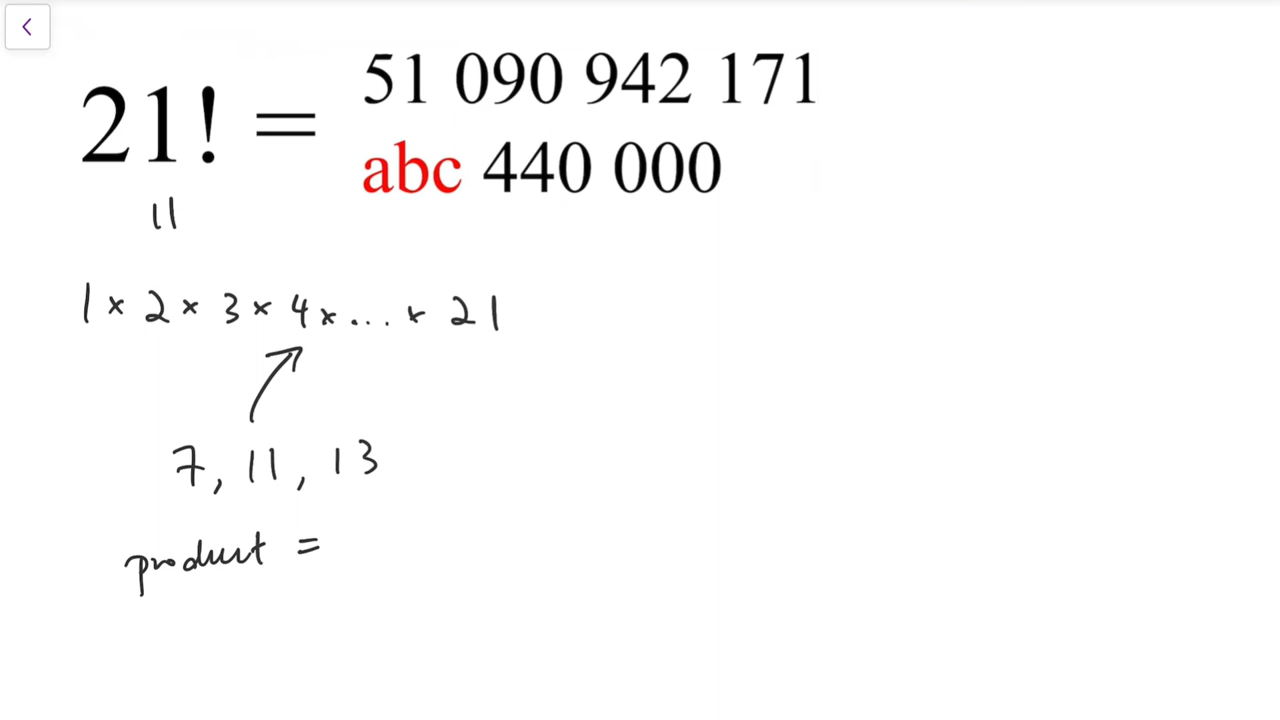 21! = 51 090 942 171
abc 440 000
11
1 × 2 × 3 × 4 × ... × 21
7, 11, 13
product =